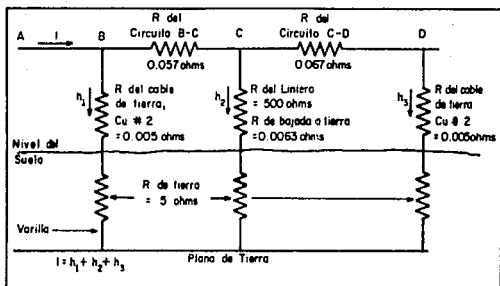 R del
Circuito B-C
R del
Circuito C-D
A
I
B
C
D
0.057 ohms
0.067 ohms
h₁
R del cable
de tierra,
Cu # 2
= 0.005 ohms
h₂
R del Liniero
= 500 ohms
R de bajada a tierra
= 0.0063 ohms
h₃
R del cable
de tierra
Cu # 2
= 0.005 ohms
Nivel del
Suelo
R de tierra
= 5 ohms
Varilla
I = h₁ + h₂ + h₃
Plano de Tierra